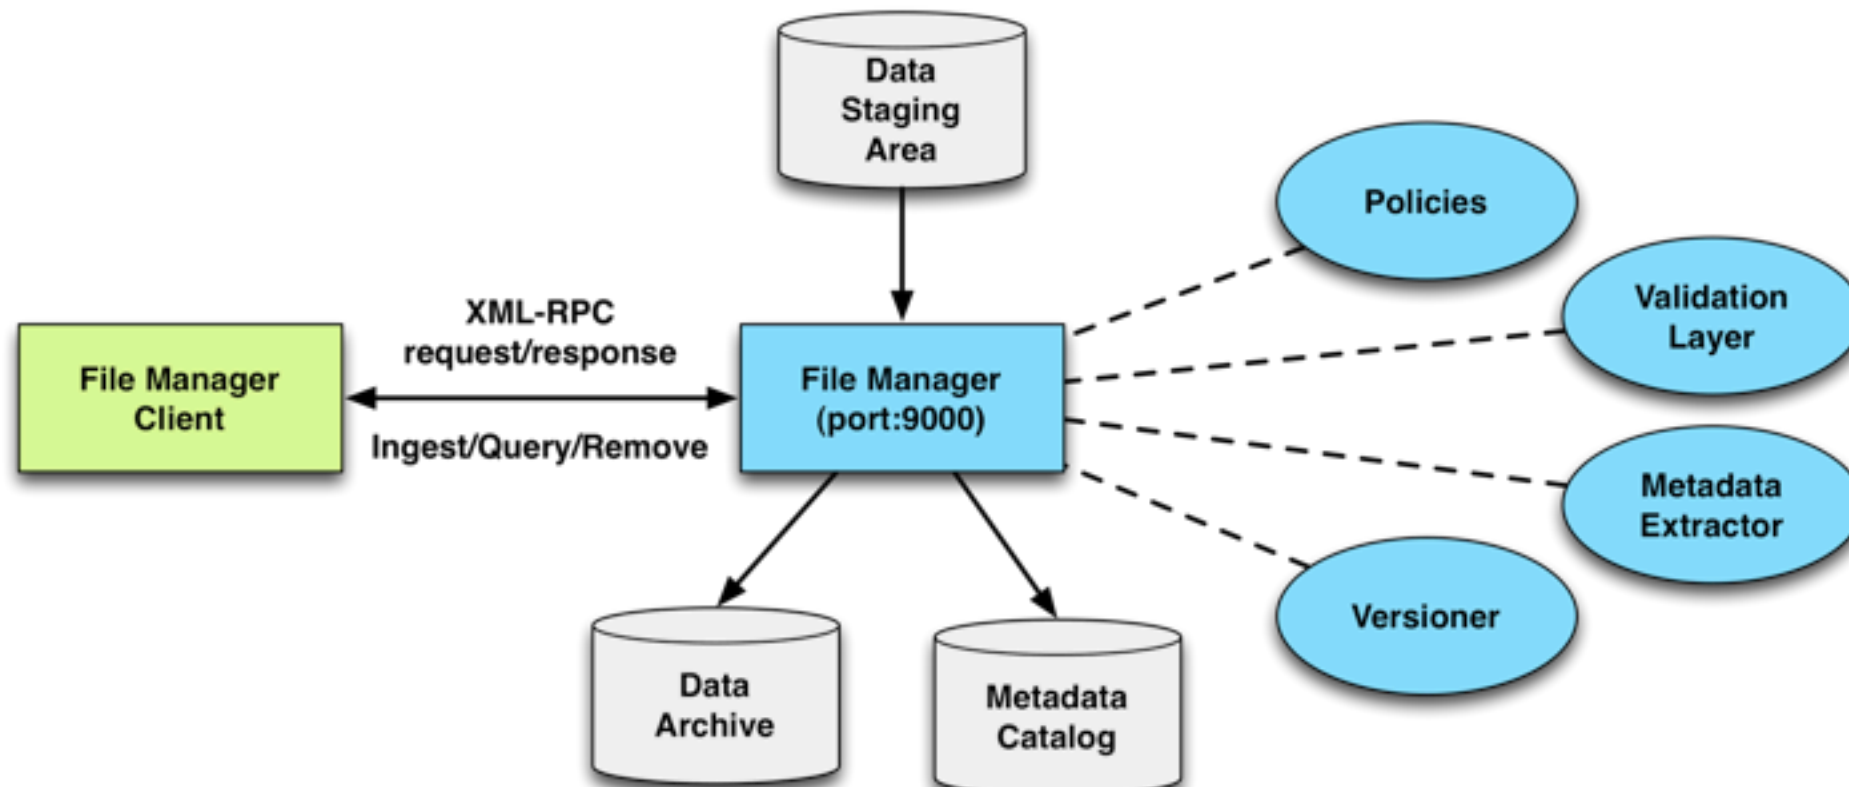 Data
Staging
Area
Policies
Validation
Layer
XML-RPC
request/response
File Manager
Client
File Manager
(port:9000)
Ingest/Query/Remove
Metadata
Extractor
Versioner
Data
Archive
Metadata
Catalog